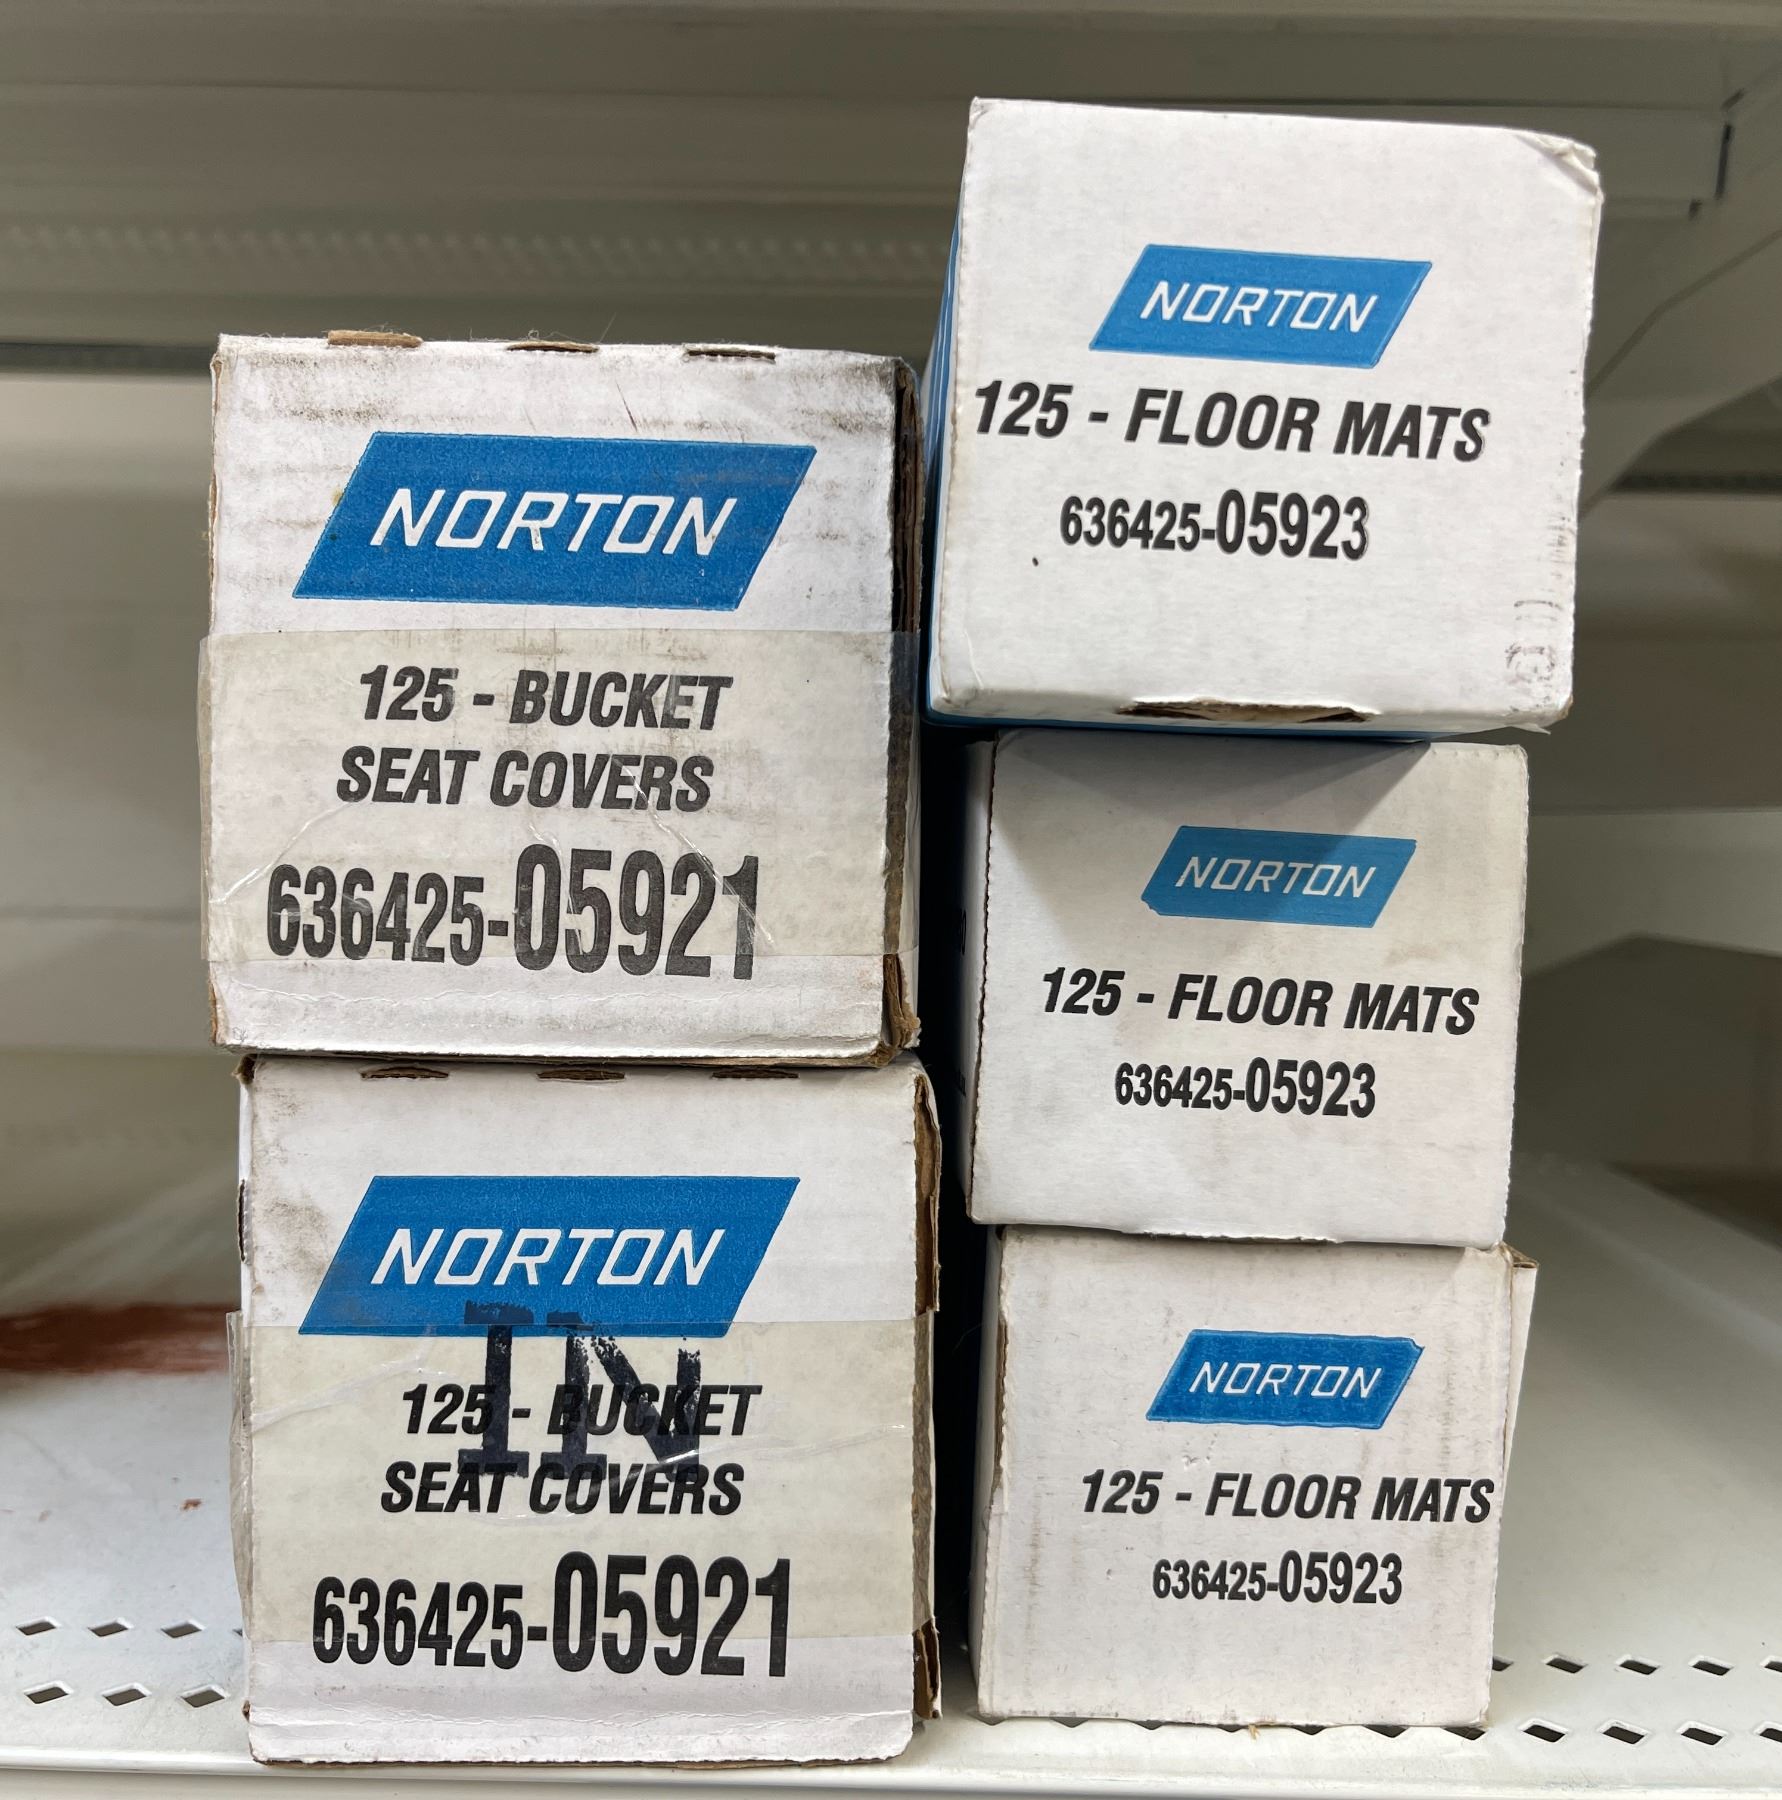 NORTON
125 - BUCKET
SEAT COVERS
636425-05921
NORTON
IN
125 - BUCKET
SEAT COVERS
636425-05921
NORTON
125 - FLOOR MATS
636425-05923
NORTON
125 - FLOOR MATS
636425-05923
NORTON
125 - FLOOR MATS
636425-05923